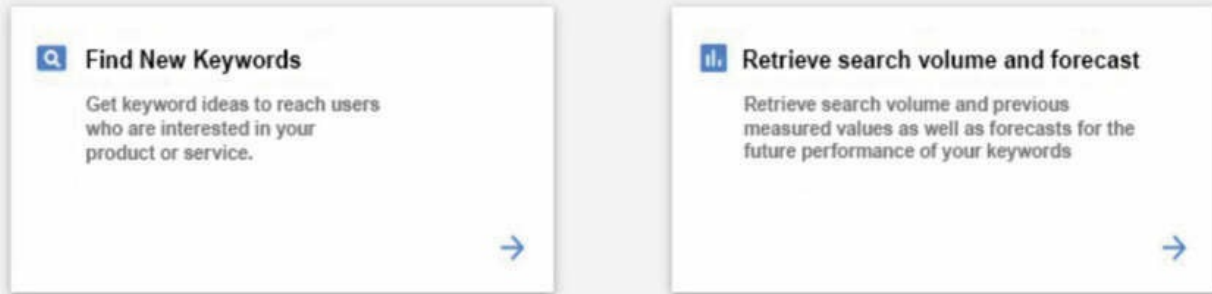 Find New Keywords
Get keyword ideas to reach users
who are interested in your
product or service.
Retrieve search volume and forecast
Retrieve search volume and previous
measured values as well as forecasts for the
future performance of your keywords